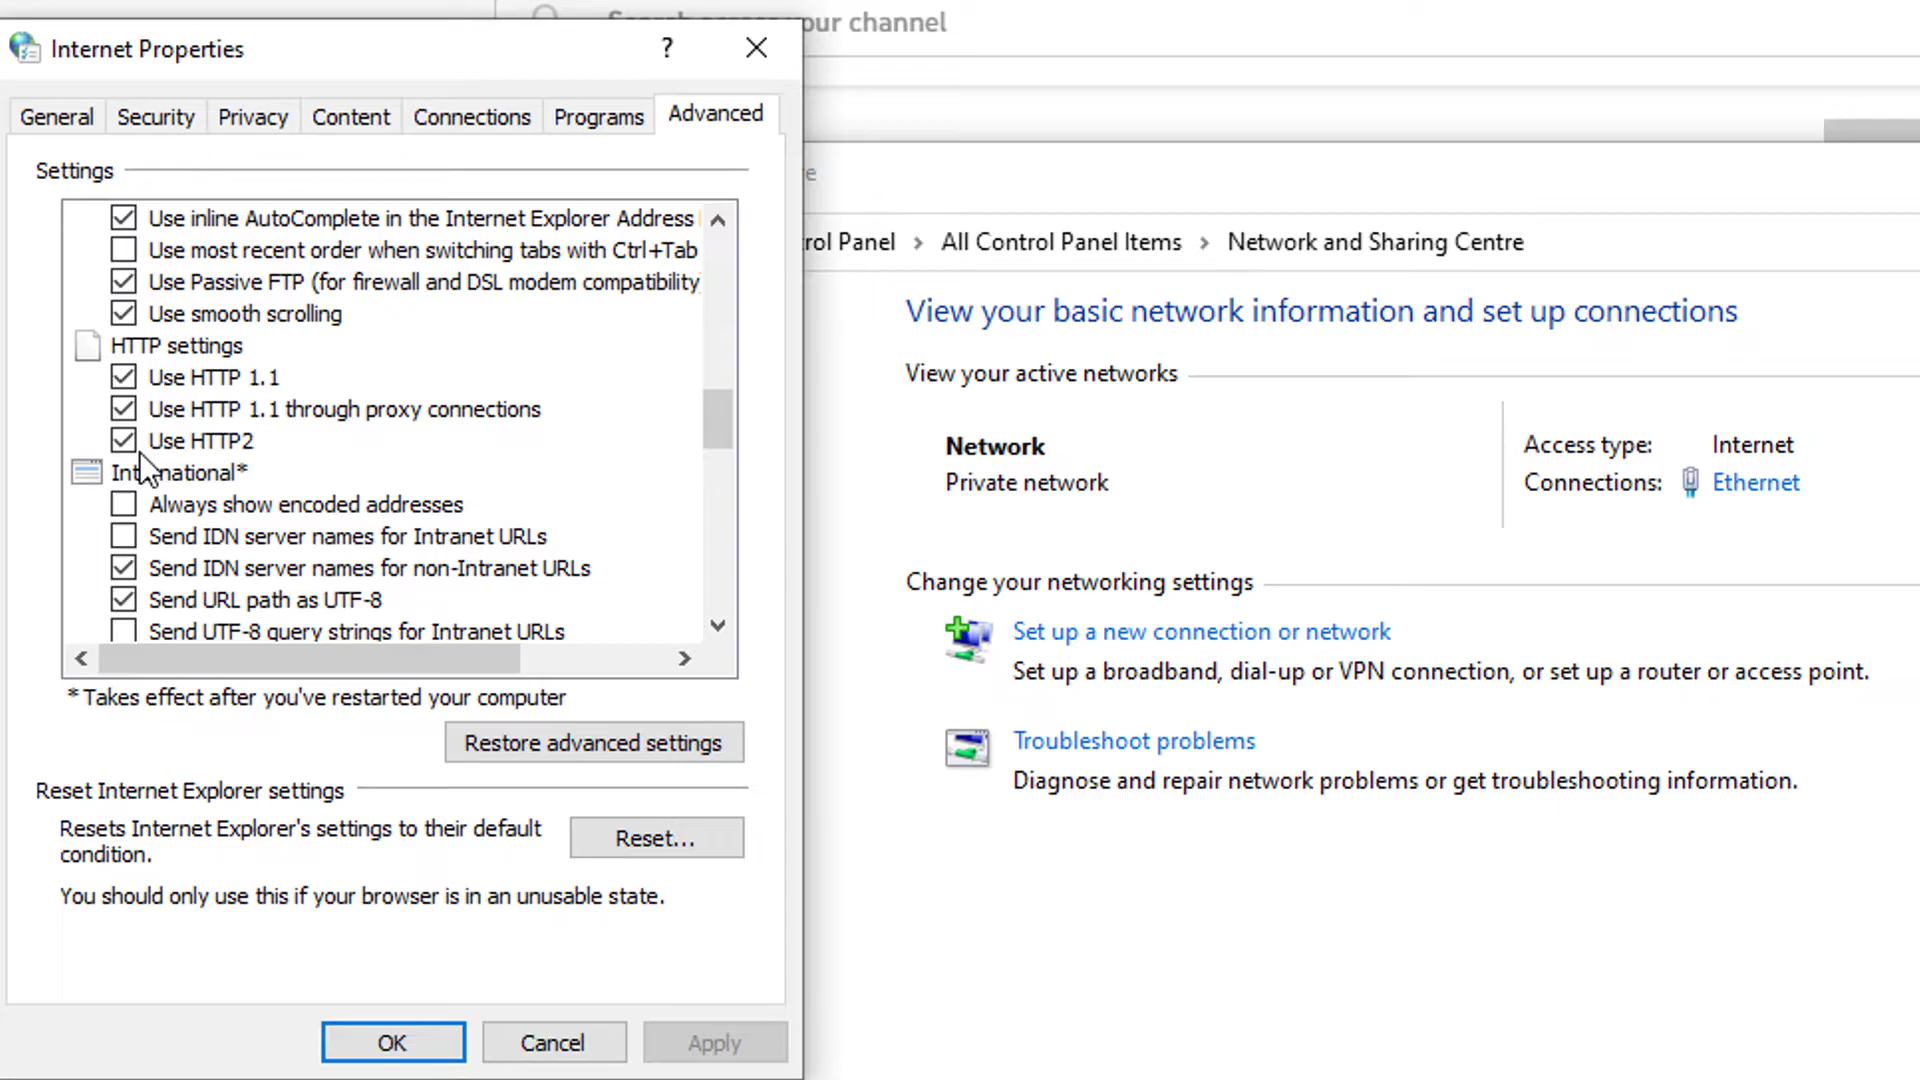 Search across your channel
Internet Properties
?
General
Security
Privacy
Content
Connections
Programs
Advanced
Settings
Use inline AutoComplete in the Internet Explorer Address
Use most recent order when switching tabs with Ctrl+Tab
Use Passive FTP (for firewall and DSL modem compatibility)
Use smooth scrolling
HTTP settings
Use HTTP 1.1
Use HTTP 1.1 through proxy connections
Use HTTP2
International*
Always show encoded addresses
Send IDN server names for Intranet URLs
Send IDN server names for non-Intranet URLs
Send URL path as UTF-8
Send UTF-8 query strings for Intranet URLs
* Takes effect after you've restarted your computer
Restore advanced settings
Reset Internet Explorer settings
Resets Internet Explorer's settings to their default
condition.
Reset...
You should only use this if your browser is in an unusable state.
OK
Cancel
Apply
e
rol Panel > All Control Panel Items > Network and Sharing Centre
View your basic network information and set up connections
View your active networks
Network
Private network
Access type: Internet
Connections: Ethernet
Change your networking settings
Set up a new connection or network
Set up a broadband, dial-up or VPN connection, or set up a router or access point.
Troubleshoot problems
Diagnose and repair network problems or get troubleshooting information.